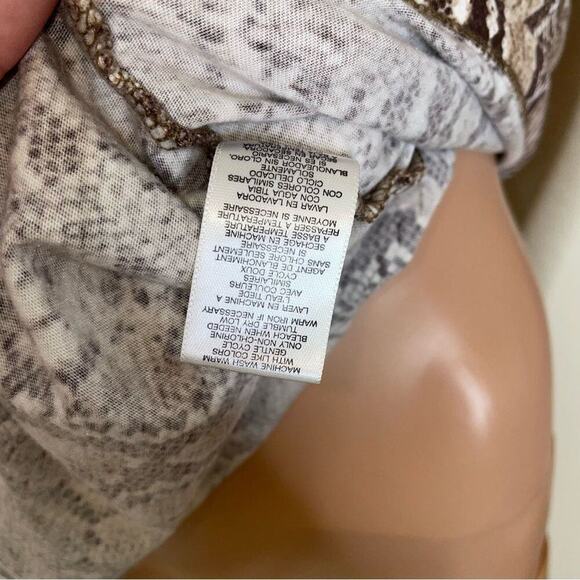 MACHINE WASH WARM
WITH LIKE COLORS
GENTLE CYCLE
ONLY NON-CHLORINE
BLEACH WHEN NEEDED
TUMBLE DRY LOW
WARM IRON IF NECESSARY
LAVER EN MACHINE A
L'EAU TIEDE
AVEC COULEURS
SIMILAIRES
CYCLE DOUX
AGENT DE BLANCHIMENT
SANS CHLORE SEULEMENT
SECHAGE EN MACHINE
A BASSE TEMPERATURE
REPASSER A TEMPERATURE
MOYENNE SI NECESSAIRE
LAVAR EN LAVADORA
CON AGUA TIBIA
CON COLORES SIMILARES
CICLO DELICADO
SOLAMENTE
BLANQUEADOR SIN CLORO,
SI ES NECESARIO